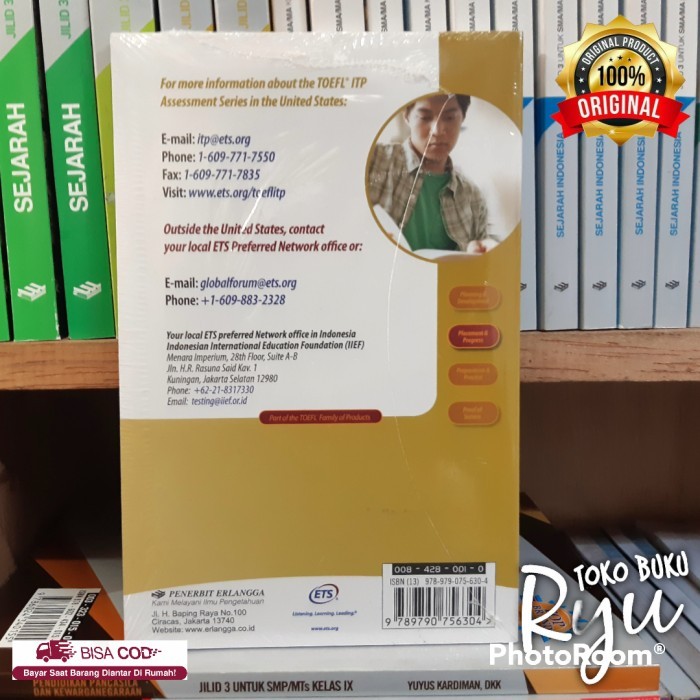 JILID 3
SEJARAH
JILID
SEJARAH
For more information about the TOEFL® ITP
Assessment Series in the United States:
E-mail: itp@ets.org
Phone: 1-609-771-7550
Fax: 1-609-771-7835
Visit: www.ets.org/toeflitp
Outside the United States, contact
your local ETS Preferred Network office or:
E-mail: globalforum@ets.org
Phone: +1-609-883-2328
Your local ETS preferred Network office in Indonesia
Indonesian International Education Foundation (IIEF)
Menara Imperium, 28th Floor, Suite A-B
Jln. H.R. Rasuna Said Kav. 1
Kuningan, Jakarta Selatan 12980
Phone: +62-21-8317330
Email: testing@iief.or.id
Part of the TOEFL Family of Products
Placement &
Progress
ORIGINAL PRODUCT
100%
ORIGINAL
SEJARAH INDONESIA
SEJARAH INDONESIA
SEJARAH INDONESIA
SEJARAH INDONESIA
PENERBIT ERLANGGA
Kami Melayani Ilmu Pengetahuan
Jl. H. Baping Raya No.100
Ciracas, Jakarta 13740
Website: www.erlangga.co.id
ETS
Listening. Learning. Leading.®
www.ets.org
008 - 428 - 001 - 0
ISBN (13) 978-979-075-630-4
9 789790 756304
TOKO BUKU
Ryu
PhotoRoom®
BISA COD
Bayar Saat Barang Diantar Di Rumah!
PENDIDIKAN PANCASILA
DAN KEWARGANEGARAAN
JILID 3 UNTUK SMP/MTs KELAS IX
YUYUS KARDIMAN, DKK